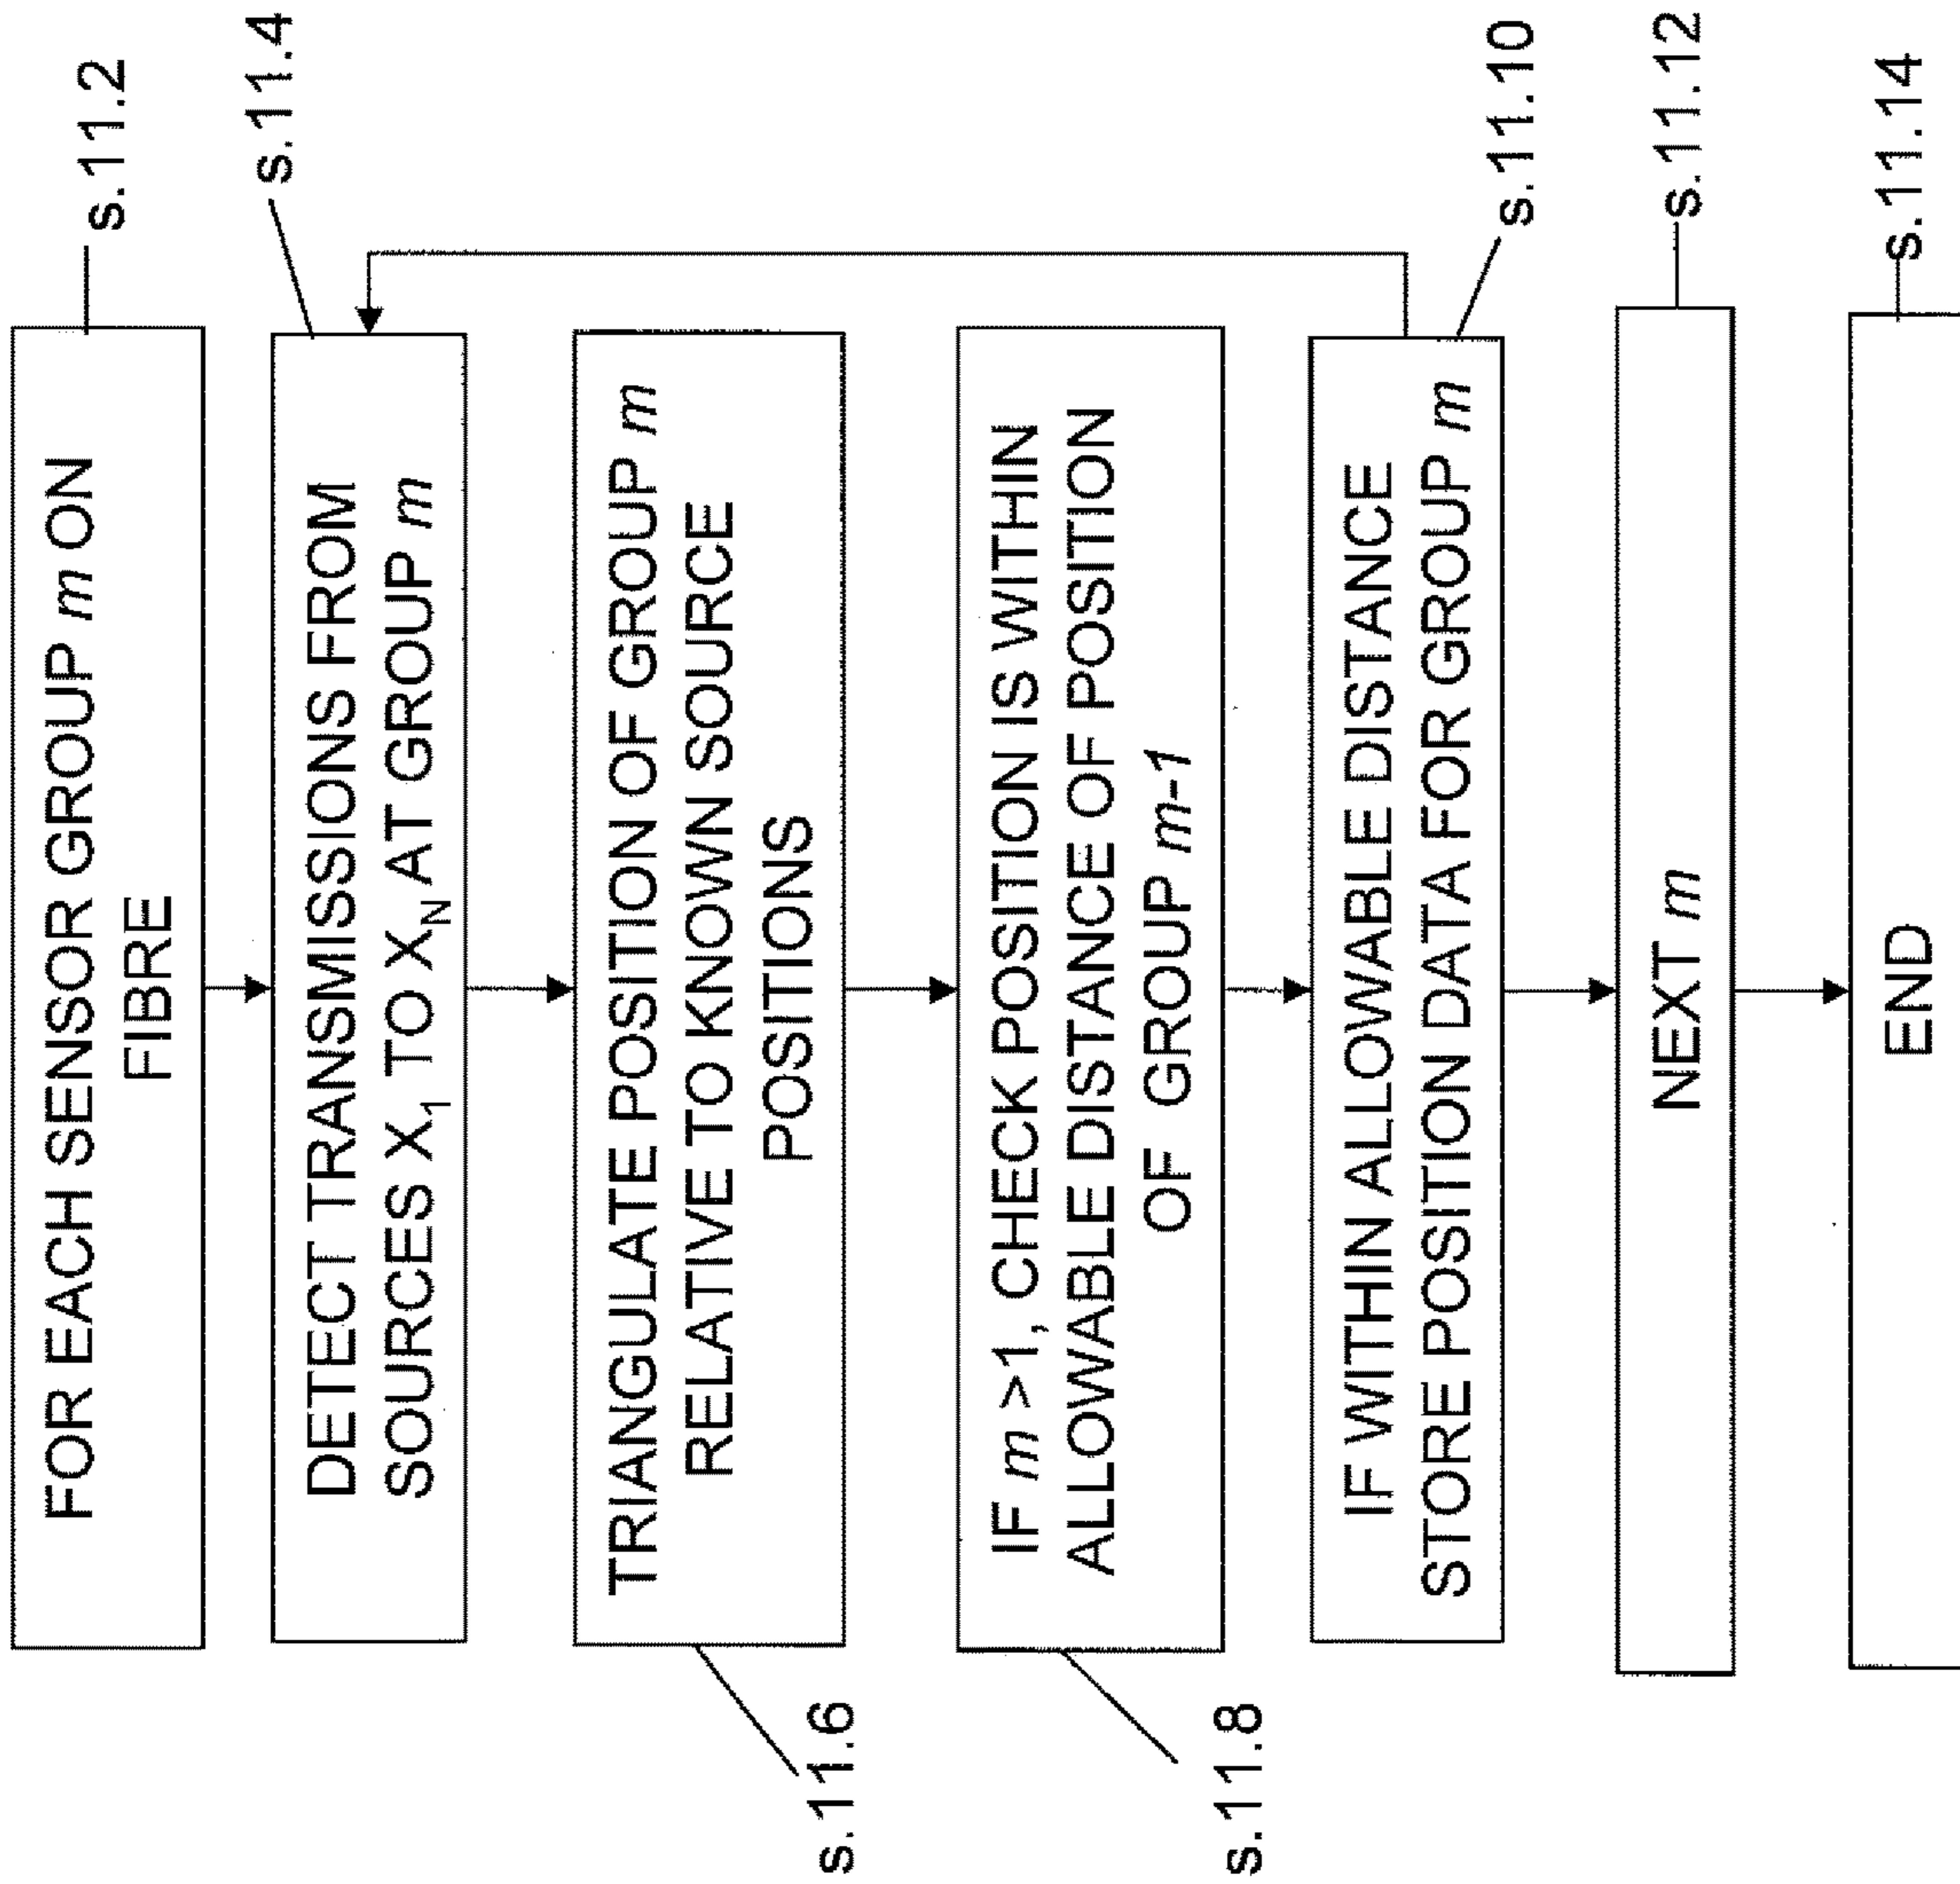 FOR EACH SENSOR GROUP m ON
FIBRE
s.11.2
DETECT TRANSMISSIONS FROM
SOURCES X₁ TO X_N AT GROUP m
s.11.4
TRIANGULATE POSITION OF GROUP m
RELATIVE TO KNOWN SOURCE
POSITIONS
s.11.6
IF m >1, CHECK POSITION IS WITHIN
ALLOWABLE DISTANCE OF POSITION
OF GROUP m-1
s.11.8
IF WITHIN ALLOWABLE DISTANCE
STORE POSITION DATA FOR GROUP m
s.11.10
NEXT m
s.11.12
END
s.11.14